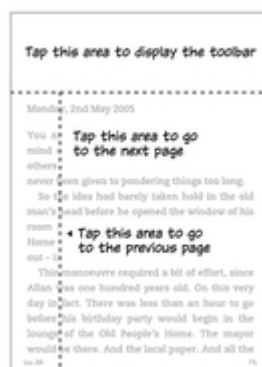 Tap this area to display the toolbar
Monday, 2nd May 2005
You
Tap this area to go
mind
to the next page
others
never been given to pondering things too long.
So the idea had barely taken hold in the old
man's head before he opened the window of his
room
Tap this area to go
Home
to the previous page
out –
This manoeuvre required a bit of effort, since
Allan was one hundred years old. On this very
day in fact. There was less than an hour to go
before his birthday party would begin in the
lounge of the Old People's Home. The mayor
would be there. And the local paper. And all the